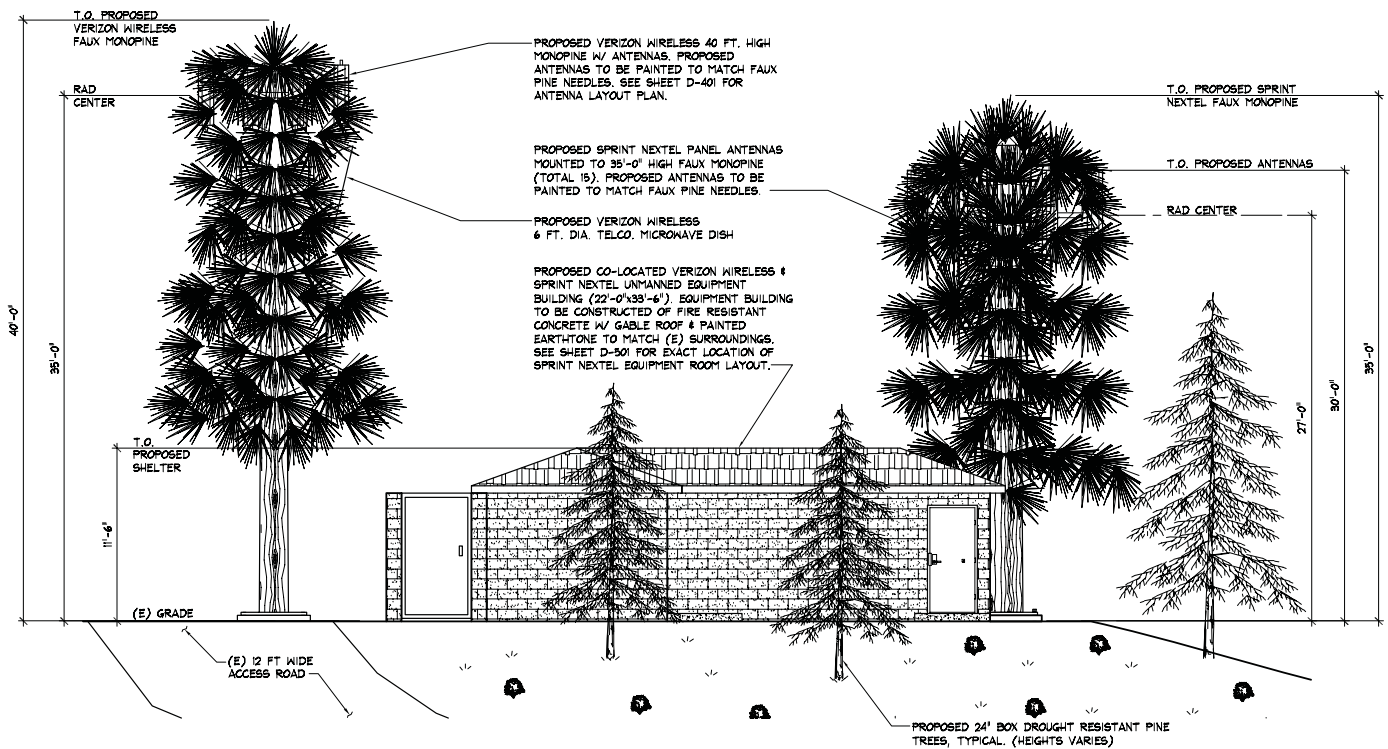 T.O. PROPOSED
VERIZON WIRELESS
FAUX MONOPINE
RAD
CENTER
40'-0"
35'-0"
T.O.
PROPOSED
SHELTER
11'-6"
(E) GRADE
(E) 12 FT WIDE
ACCESS ROAD
PROPOSED VERIZON WIRELESS 40 FT. HIGH
MONOPINE W/ ANTENNAS. PROPOSED
ANTENNAS TO BE PAINTED TO MATCH FAUX
PINE NEEDLES. SEE SHEET D-401 FOR
ANTENNA LAYOUT PLAN.
PROPOSED SPRINT NEXTEL PANEL ANTENNAS
MOUNTED TO 35'-0" HIGH FAUX MONOPINE
(TOTAL 15). PROPOSED ANTENNAS TO BE
PAINTED TO MATCH FAUX PINE NEEDLES.
PROPOSED VERIZON WIRELESS
6 FT. DIA. TELCO. MICROWAVE DISH
PROPOSED CO-LOCATED VERIZON WIRELESS &
SPRINT NEXTEL UNMANNED EQUIPMENT
BUILDING (22'-0"x33'-6"). EQUIPMENT BUILDING
TO BE CONSTRUCTED OF FIRE RESISTANT
CONCRETE W/ GABLE ROOF & PAINTED
EARTHTONE TO MATCH (E) SURROUNDINGS.
SEE SHEET D-501 FOR EXACT LOCATION OF
SPRINT NEXTEL EQUIPMENT ROOM LAYOUT.
T.O. PROPOSED SPRINT
NEXTEL FAUX MONOPINE
T.O. PROPOSED ANTENNAS
RAD CENTER
27'-0"
30'-0"
35'-0"
PROPOSED 24" BOX DROUGHT RESISTANT PINE
TREES, TYPICAL. (HEIGHTS VARIES)